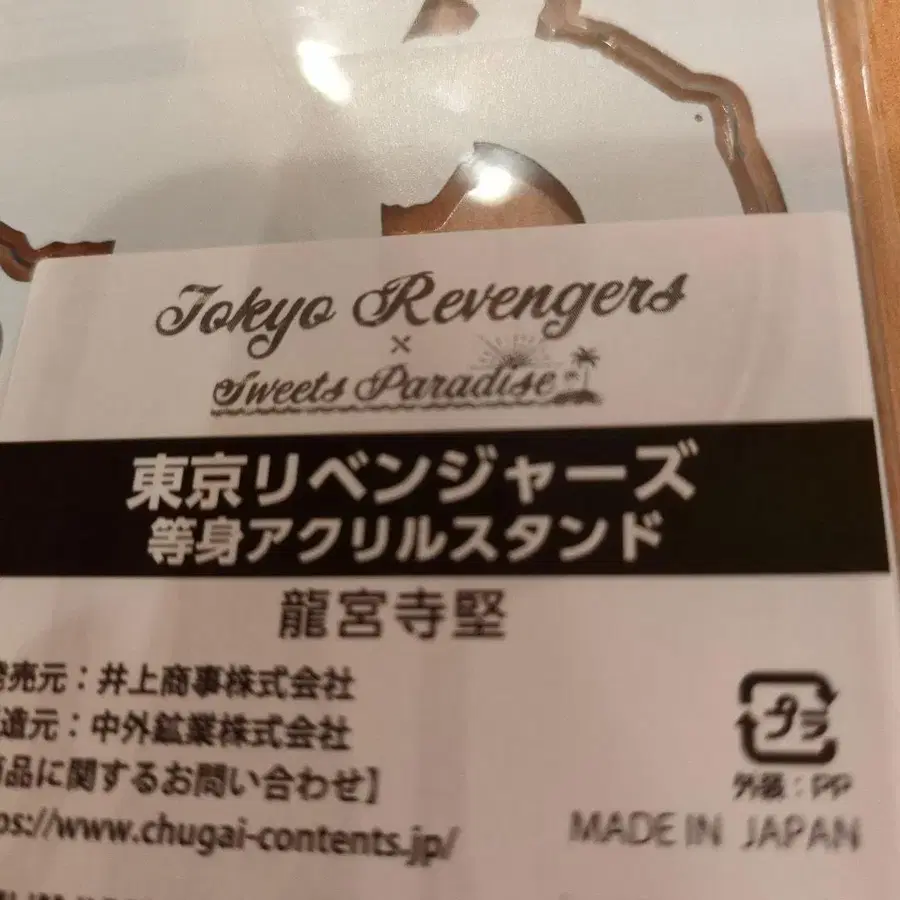 Tokyo Revengers
×
Sweets Paradise
東京リベンジャーズ
等身アクリルスタンド
龍宮寺堅
発売元：井上商事株式会社
造元：中外鉱業株式会社
品に関するお問い合わせ】
ps://www.chugai-contents.jp/
プラ
外装：PP
MADE IN JAPAN